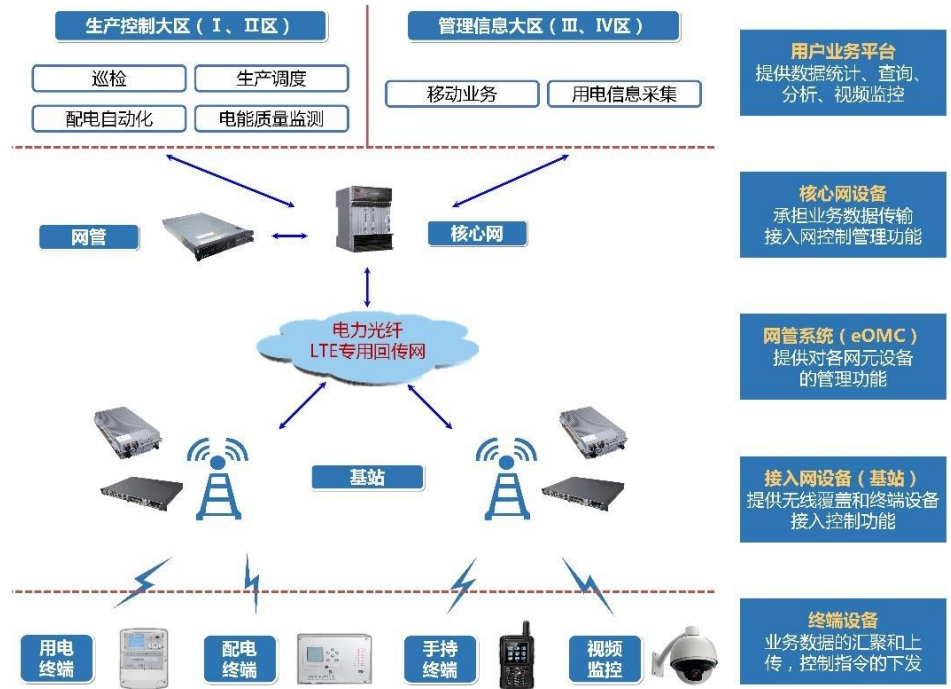 生产控制大区（Ⅰ、Ⅱ区）
管理信息大区（Ⅲ、Ⅳ区）
巡检
生产调度
配电自动化
电能质量监测
移动业务
用电信息采集
用户业务平台
提供数据统计、查询、
分析、视频监控
网管
核心网
核心网设备
承担业务数据传输
接入网控制管理功能
电力光纤
LTE专用回传网
网管系统（eOMC）
提供对各网元设备
的管理功能
基站
接入网设备（基站）
提供无线覆盖和终端设备
接入控制功能
用电
终端
配电
终端
手持
终端
视频
监控
终端设备
业务数据的汇聚和上
传，控制指令的下发